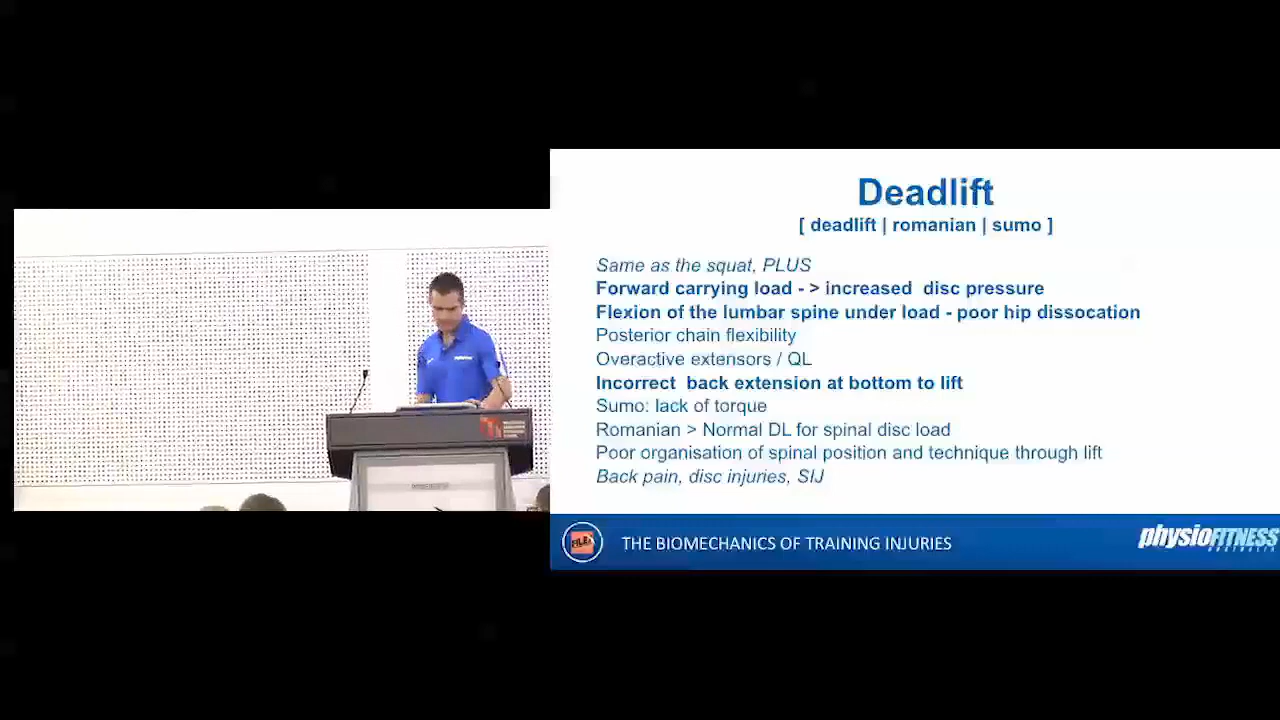 Deadlift
[ deadlift | romanian | sumo ]
Same as the squat, PLUS
Forward carrying load - > increased disc pressure
Flexion of the lumbar spine under load - poor hip dissocation
Posterior chain flexibility
Overactive extensors / QL
Incorrect back extension at bottom to lift
Sumo: lack of torque
Romanian > Normal DL for spinal disc load
Poor organisation of spinal position and technique through lift
Back pain, disc injuries, SIJ
FILEX
THE BIOMECHANICS OF TRAINING INJURIES
physioFITNESS
AUSTRALIA